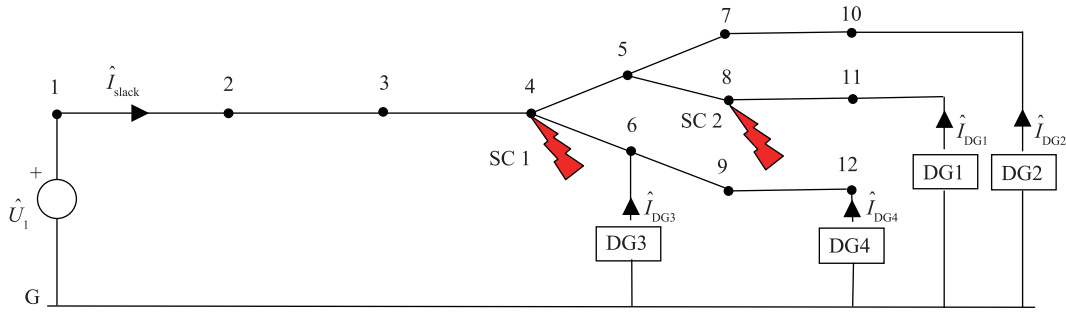 7
10
5
1
Î_slack
2
3
4
8
11
SC 1
SC 2
6
9
12
Î_DG1
Î_DG2
DG1
DG2
+
Û_1
Î_DG3
Î_DG4
DG3
DG4
G